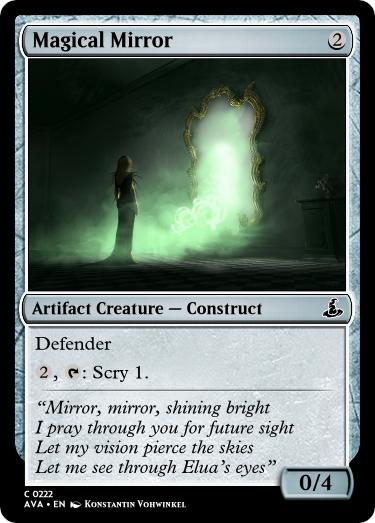 Magical Mirror 2
Artifact Creature — Construct
Defender
2, : Scry 1.
“Mirror, mirror, shining bright
I pray through you for future sight
Let my vision pierce the skies
Let me see through Elua's eyes”
0/4
C 0222
AVA • EN Konstantin Vohwinkel